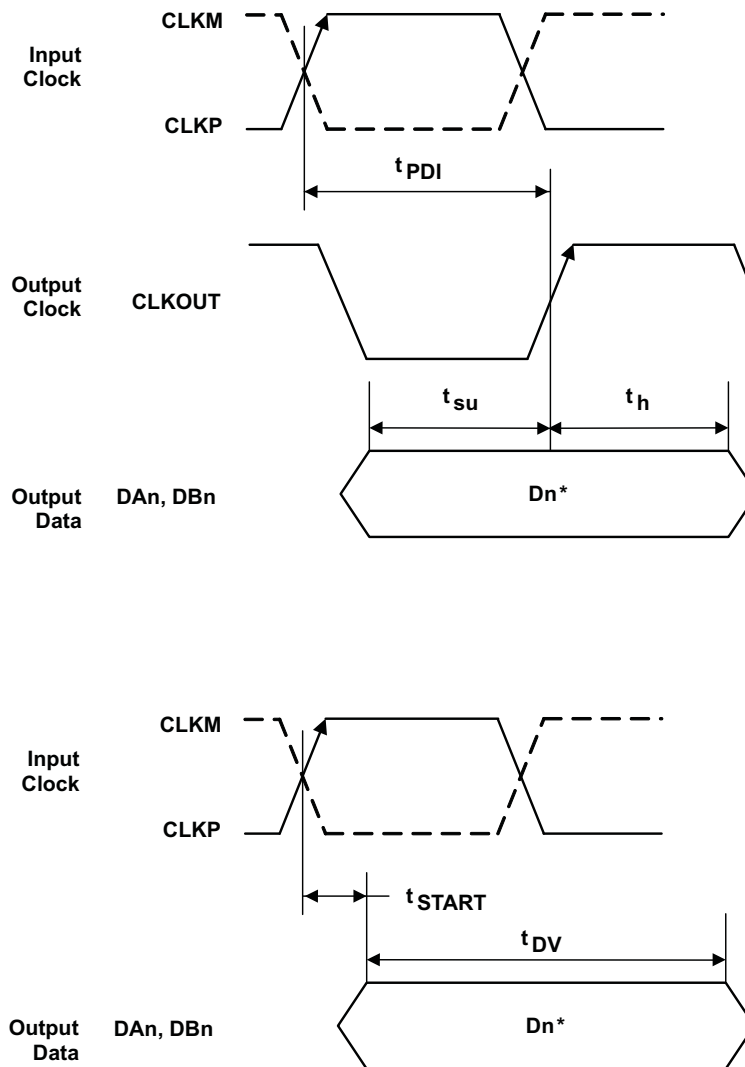 CLKM
Input
Clock
CLKP
t PDI
Output
Clock
CLKOUT
t su
t h
Output
Data
DAn, DBn
Dn*
CLKM
Input
Clock
CLKP
t START
t DV
Output
Data
DAn, DBn
Dn*